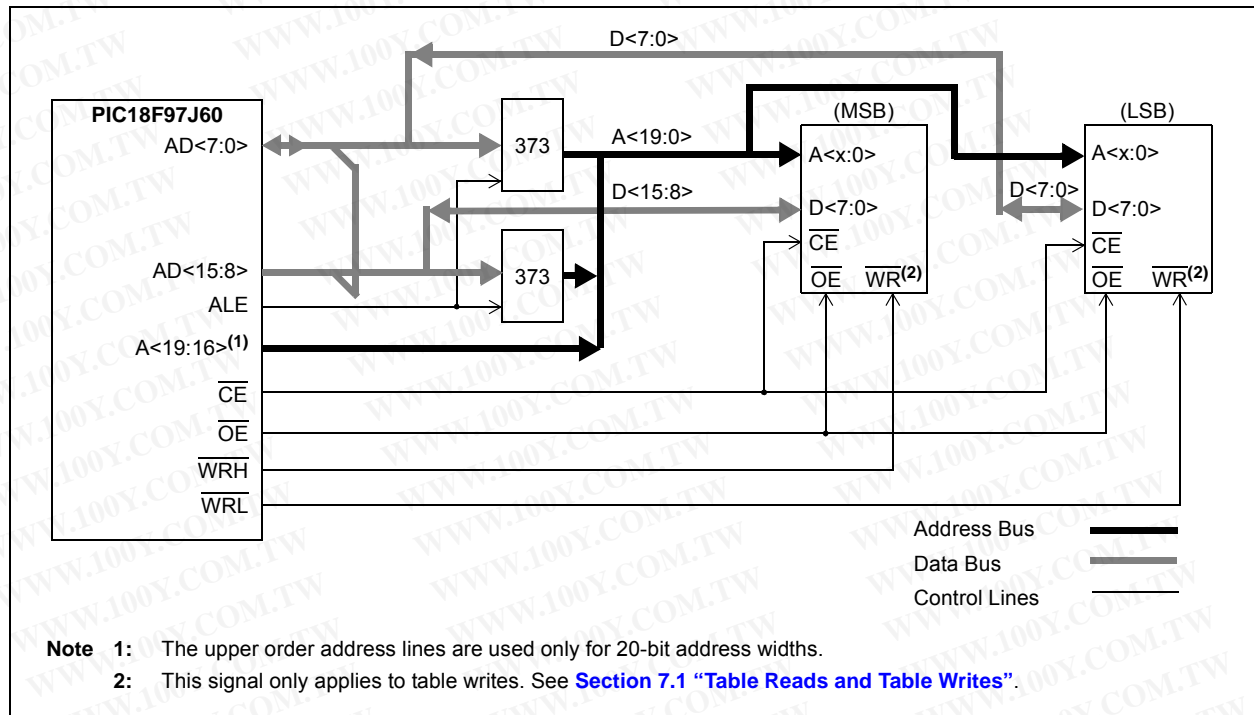 D<7:0>
PIC18F97J60
AD<7:0>
373
A<19:0>
(MSB)
(LSB)
A<x:0>
A<x:0>
D<15:8>
D<7:0>
D<7:0>
D<7:0>
CE
CE
AD<15:8>
373
OE WR(2)
OE WR(2)
ALE
A<19:16>(1)
CE
OE
WRH
WRL
Address Bus
Data Bus
Control Lines
Note 1: The upper order address lines are used only for 20-bit address widths.
2: This signal only applies to table writes. See Section 7.1 “Table Reads and Table Writes”.
WWW.100Y.COM.TW